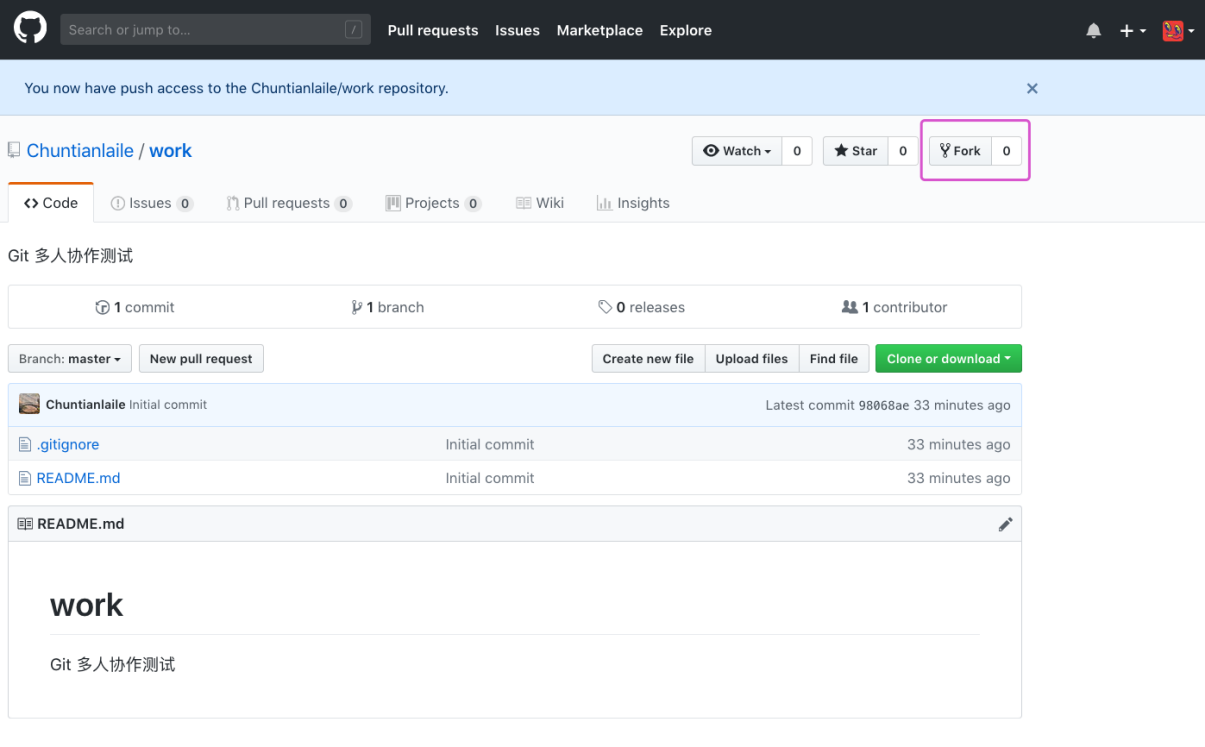 Search or jump to... / Pull requests Issues Marketplace Explore
You now have push access to the Chuntianlaile/work repository.
Chuntianlaile / work Watch 0 Star 0 Fork 0
Code Issues 0 Pull requests 0 Projects 0 Wiki Insights
Git 多人协作测试
1 commit 1 branch 0 releases 1 contributor
Branch: master New pull request Create new file Upload files Find file Clone or download
Chuntianlaile Initial commit Latest commit 98068ae 33 minutes ago
.gitignore Initial commit 33 minutes ago
README.md Initial commit 33 minutes ago
README.md
work
Git 多人协作测试